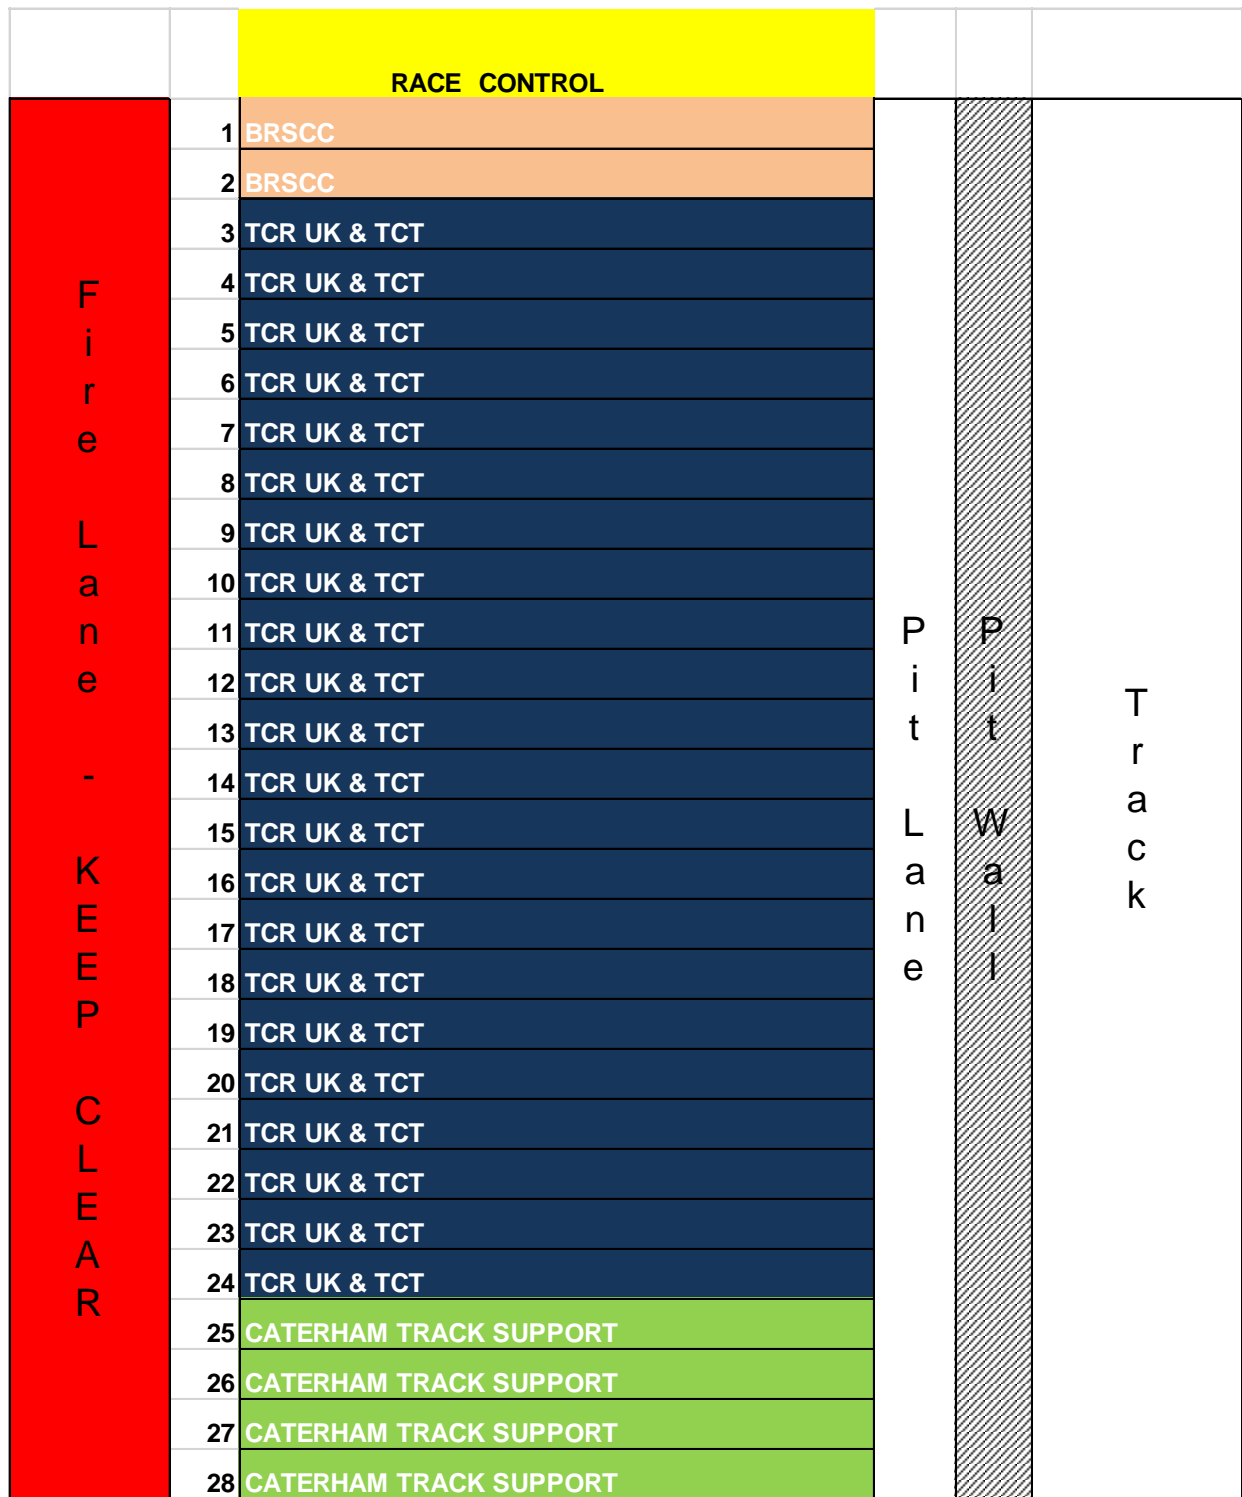 RACE CONTROL
1 BRSCC
2 BRSCC
3 TCR UK & TCT
4 TCR UK & TCT
5 TCR UK & TCT
6 TCR UK & TCT
7 TCR UK & TCT
8 TCR UK & TCT
9 TCR UK & TCT
10 TCR UK & TCT
11 TCR UK & TCT
12 TCR UK & TCT
13 TCR UK & TCT
14 TCR UK & TCT
15 TCR UK & TCT
16 TCR UK & TCT
17 TCR UK & TCT
18 TCR UK & TCT
19 TCR UK & TCT
20 TCR UK & TCT
21 TCR UK & TCT
22 TCR UK & TCT
23 TCR UK & TCT
24 TCR UK & TCT
25 CATERHAM TRACK SUPPORT
26 CATERHAM TRACK SUPPORT
27 CATERHAM TRACK SUPPORT
28 CATERHAM TRACK SUPPORT
Fire Lane - KEEP CLEAR
Pit Lane
Pit Wall
Track